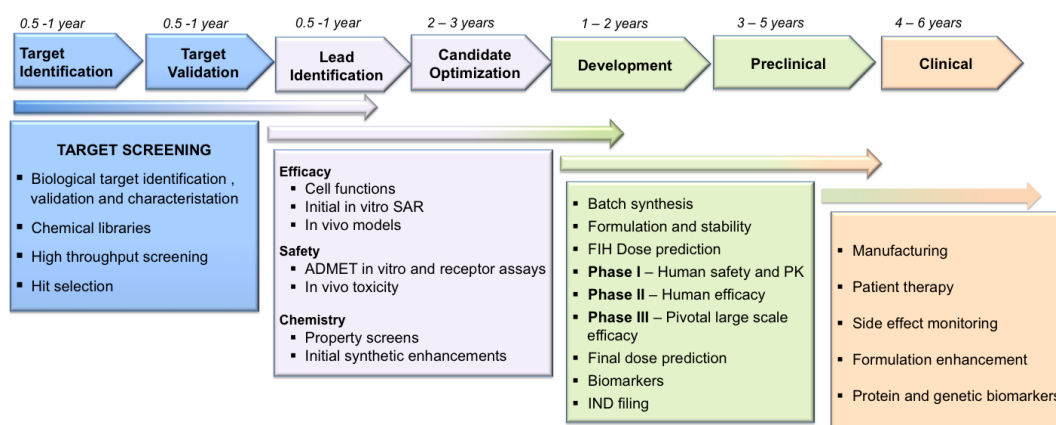 0.5 -1 year
0.5 -1 year
0.5 -1 year
2 – 3 years
1 – 2 years
3 – 5 years
4 – 6 years
Target
Identification
Target
Validation
Lead
Identification
Candidate
Optimization
Development
Preclinical
Clinical
TARGET SCREENING
▪ Biological target identification ,
validation and characteristation
▪ Chemical libraries
▪ High throughput screening
▪ Hit selection
Efficacy
▪ Cell functions
▪ Initial in vitro SAR
▪ In vivo models
Safety
▪ ADMET in vitro and receptor assays
▪ In vivo toxicity
Chemistry
▪ Property screens
▪ Initial synthetic enhancements
▪ Batch synthesis
▪ Formulation and stability
▪ FIH Dose prediction
▪ Phase I – Human safety and PK
▪ Phase II – Human efficacy
▪ Phase III – Pivotal large scale
efficacy
▪ Final dose prediction
▪ Biomarkers
▪ IND filing
▪ Manufacturing
▪ Patient therapy
▪ Side effect monitoring
▪ Formulation enhancement
▪ Protein and genetic biomarkers